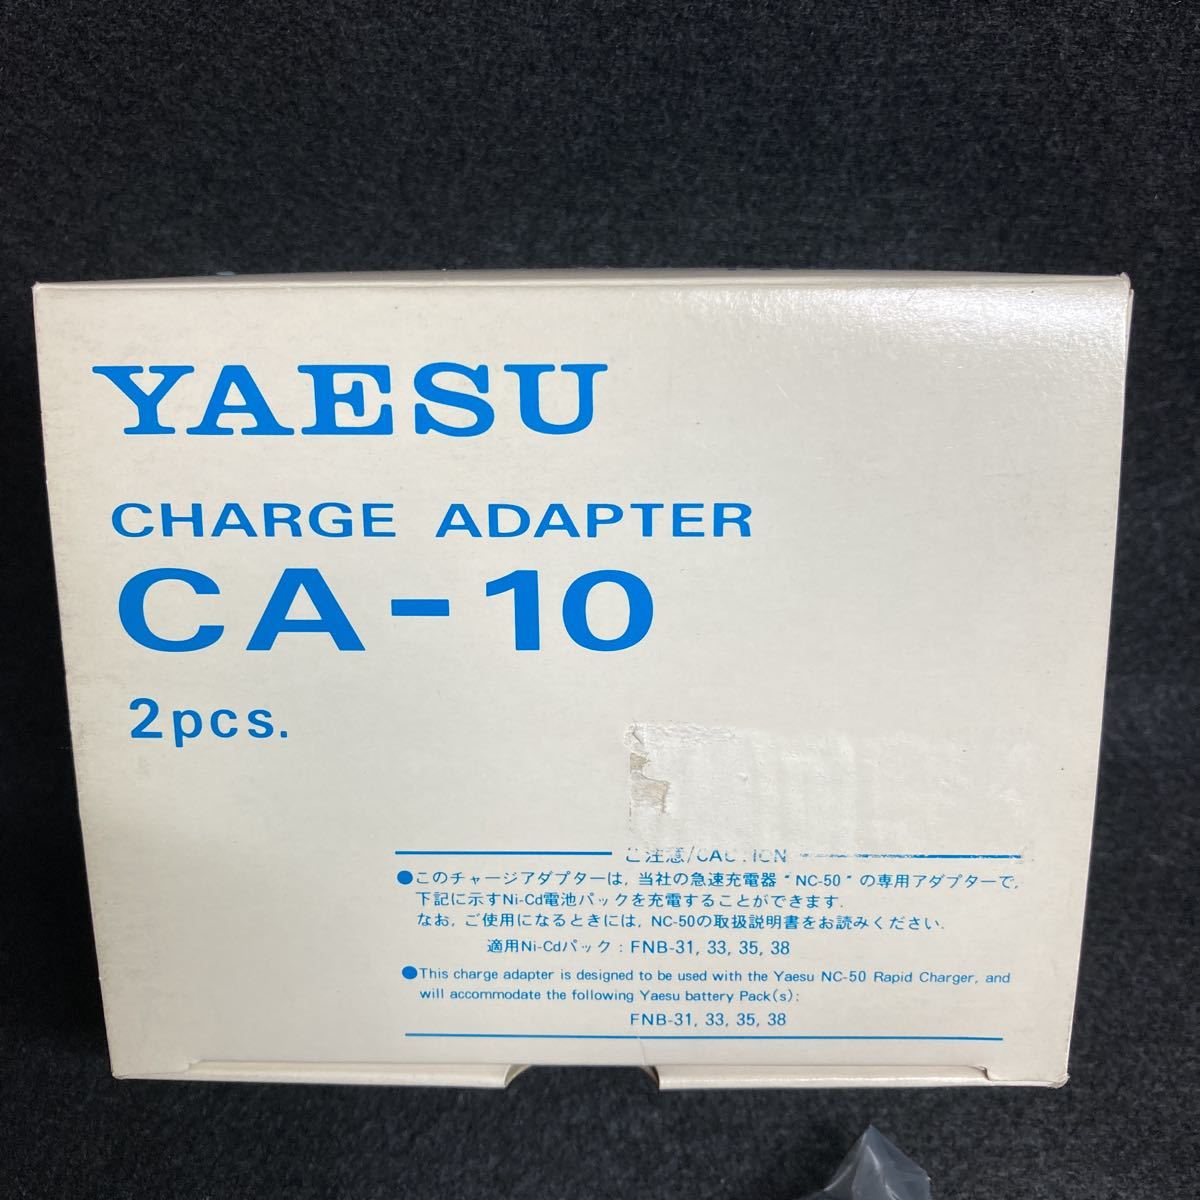 YAESU
CHARGE ADAPTER
CA-10
2pcs.
ご注意/CAUTION
●このチャージアダプターは, 当社の急速充電器“NC-50”の専用アダプターで,
下記に示すNi-Cd電池パックを充電することができます.
なお, ご使用になるときには, NC-50の取扱説明書をお読みください.
適用Ni-Cdパック : FNB-31, 33, 35, 38
●This charge adapter is designed to be used with the Yaesu NC-50 Rapid Charger, and
will accommodate the following Yaesu battery Pack(s):
FNB-31, 33, 35, 38